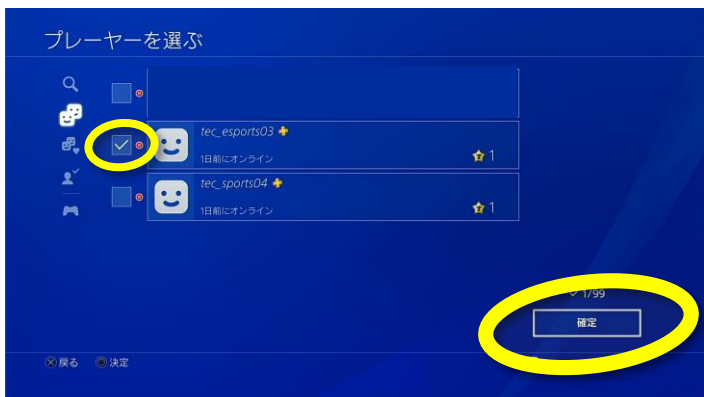 プレーヤーを選ぶ
tec_esports03
1日前にオンライン
1
tec_sports04
1日前にオンライン
1
1/99
確定
戻る 決定